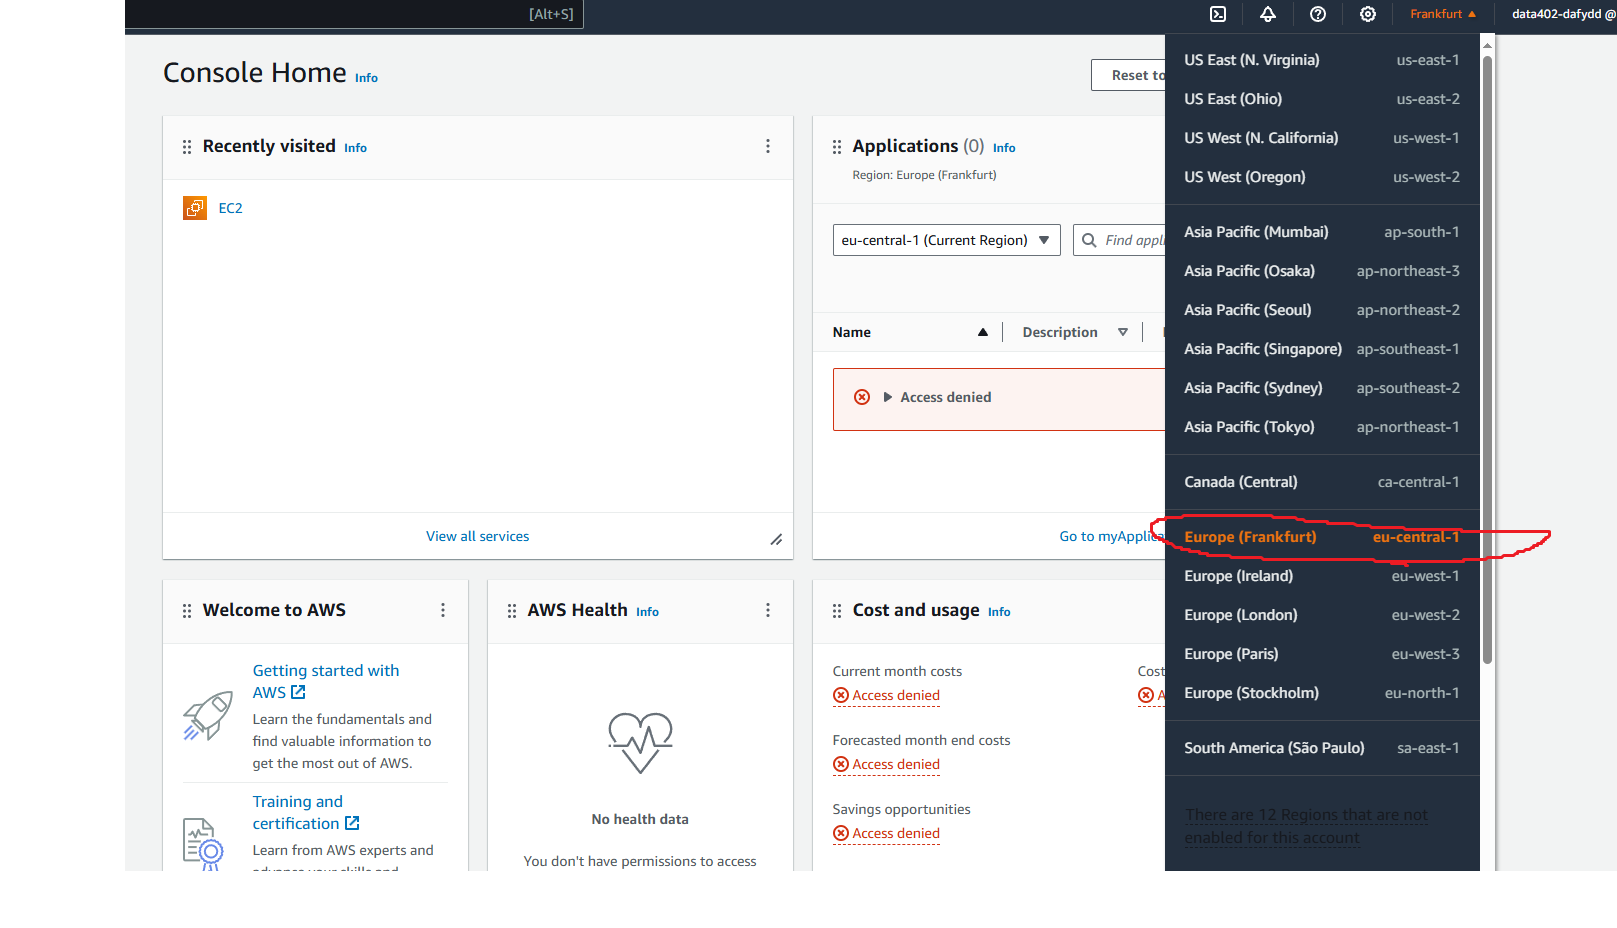 [Alt+S]
Frankfurt
data402-dafydd @
Console Home Info
Reset to
Recently visited Info
EC2
View all services
Applications (0) Info
Region: Europe (Frankfurt)
eu-central-1 (Current Region)
Find appli
Name
Description
Access denied
Go to myApplica
Welcome to AWS
Getting started with
AWS
Learn the fundamentals and
find valuable information to
get the most out of AWS.
Training and
certification
Learn from AWS experts and
advance your skills and
AWS Health Info
No health data
You don't have permissions to access
Cost and usage Info
Current month costs
Access denied
Cost
A
Forecasted month end costs
Access denied
Savings opportunities
Access denied
US East (N. Virginia) us-east-1
US East (Ohio) us-east-2
US West (N. California) us-west-1
US West (Oregon) us-west-2
Asia Pacific (Mumbai) ap-south-1
Asia Pacific (Osaka) ap-northeast-3
Asia Pacific (Seoul) ap-northeast-2
Asia Pacific (Singapore) ap-southeast-1
Asia Pacific (Sydney) ap-southeast-2
Asia Pacific (Tokyo) ap-northeast-1
Canada (Central) ca-central-1
Europe (Frankfurt) eu-central-1
Europe (Ireland) eu-west-1
Europe (London) eu-west-2
Europe (Paris) eu-west-3
Europe (Stockholm) eu-north-1
South America (São Paulo) sa-east-1
There are 12 Regions that are not
enabled for this account